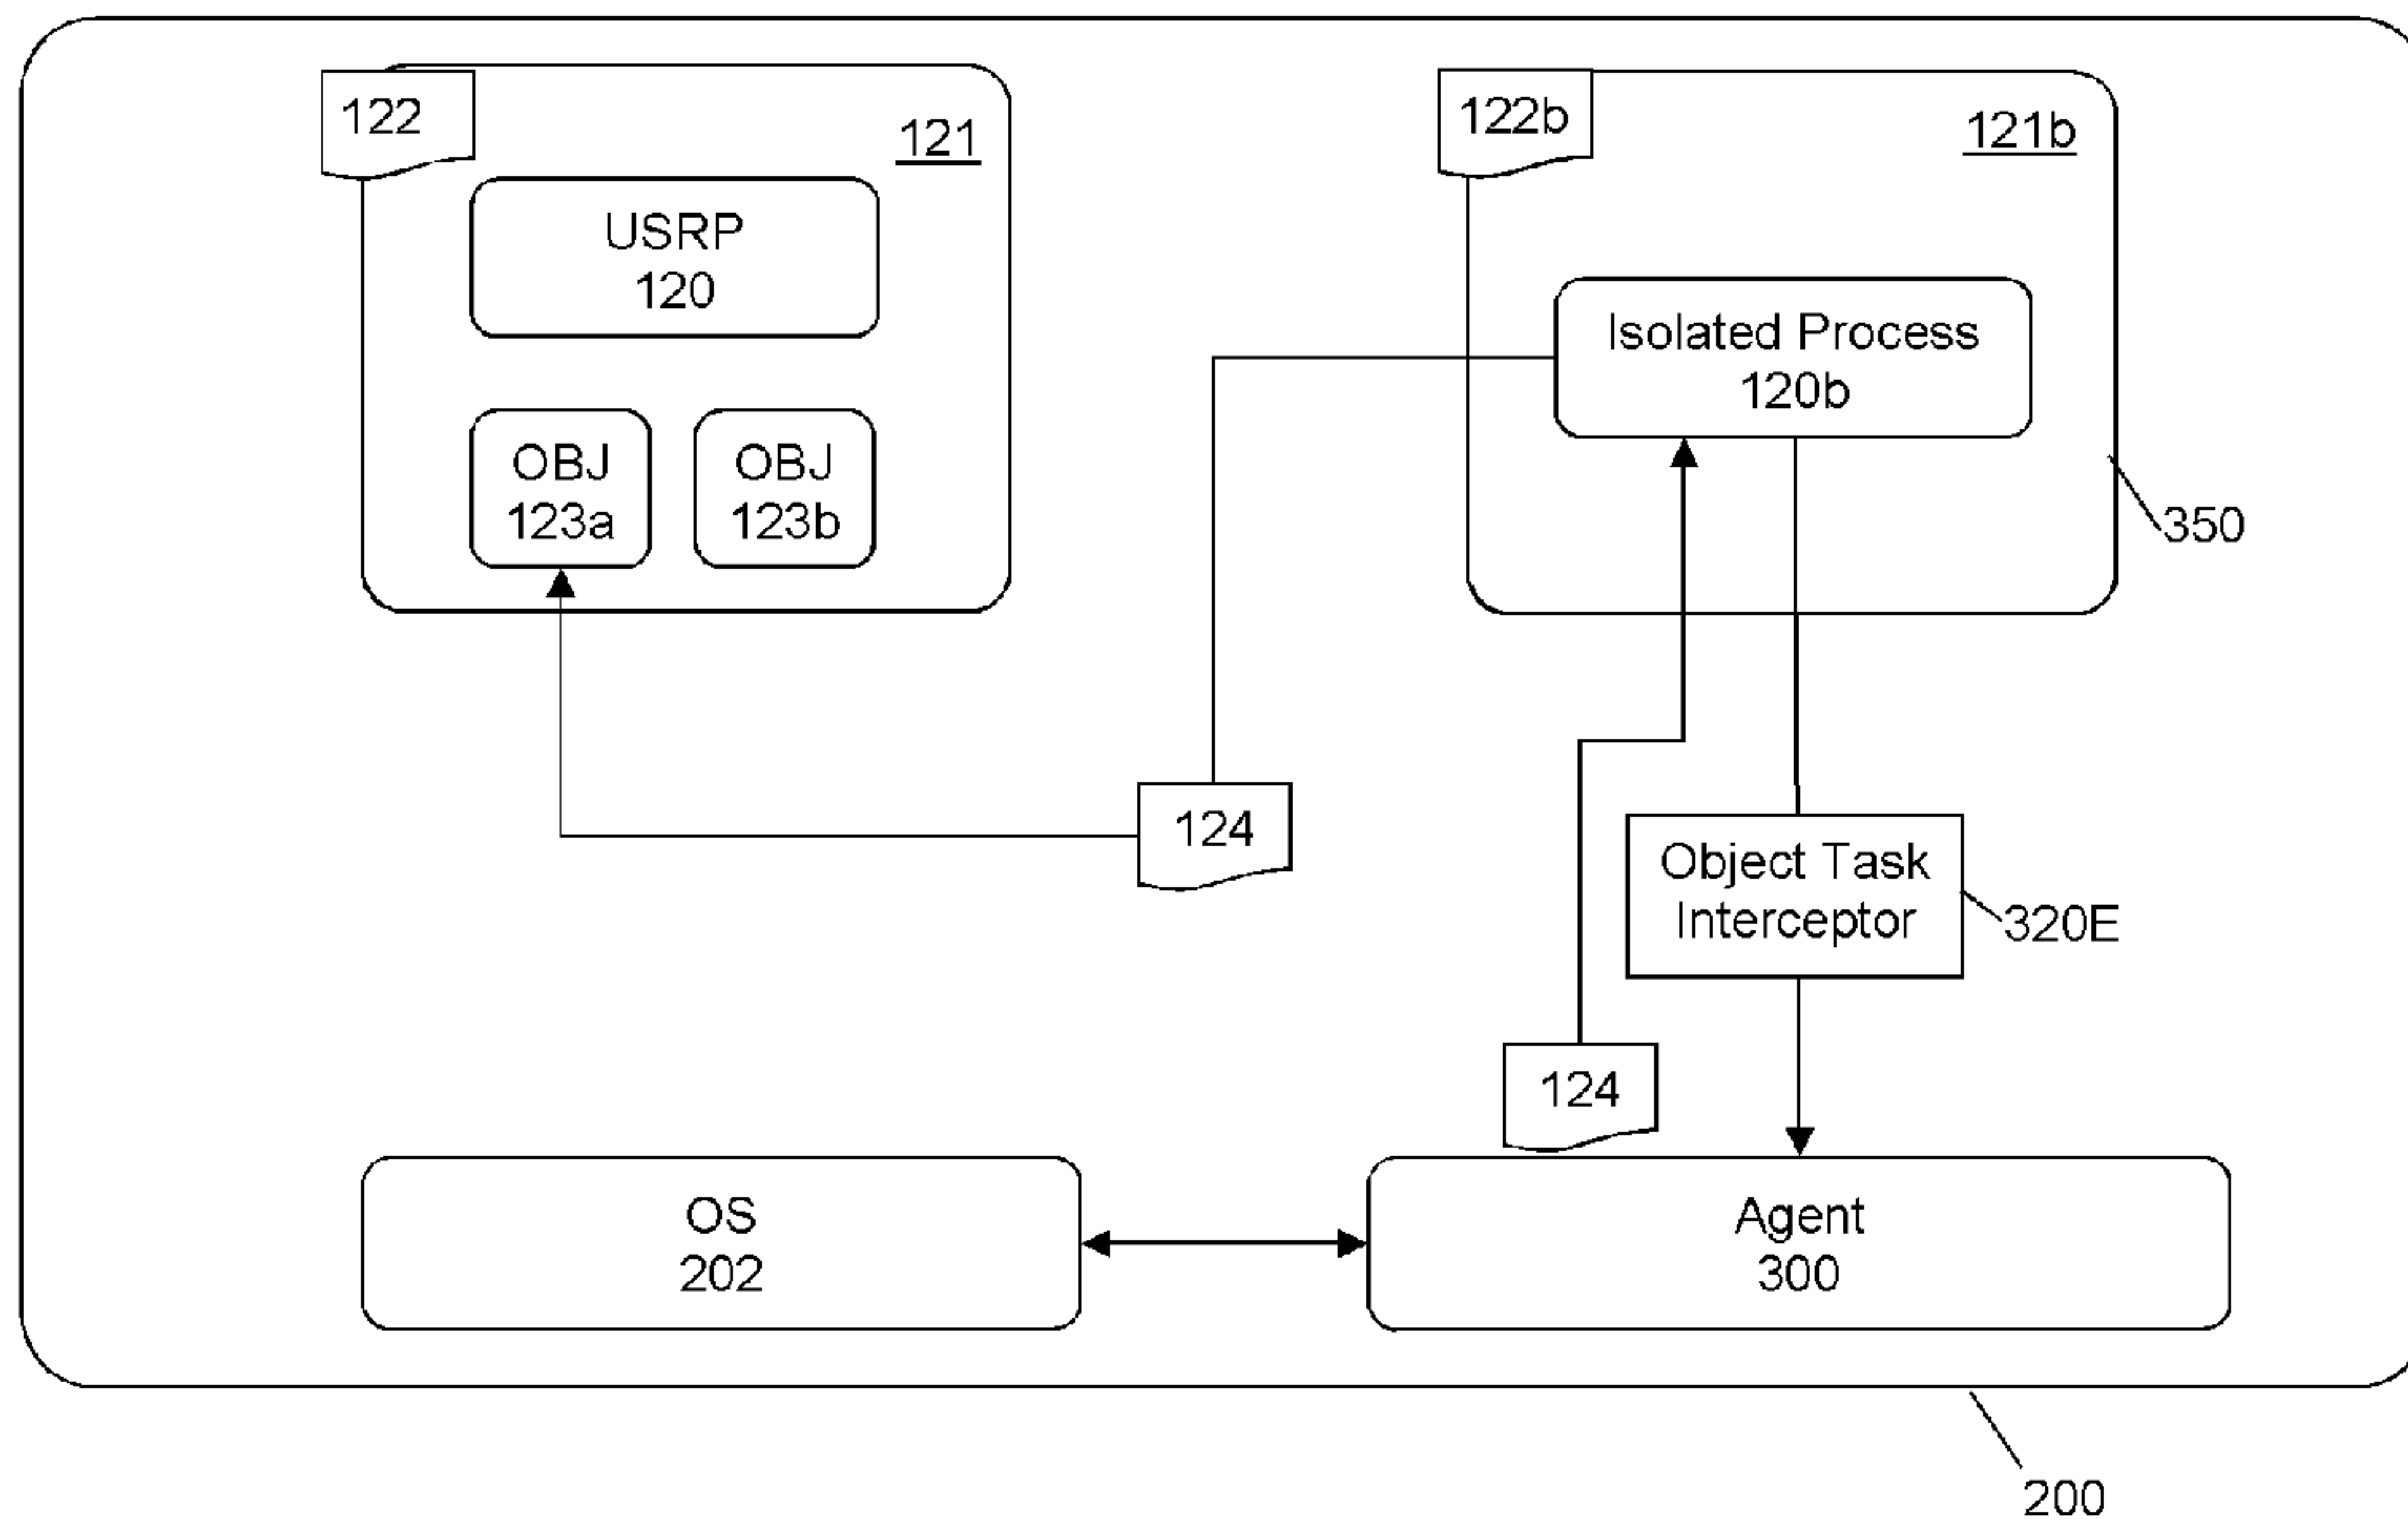 122
121
USRP
120
OBJ
123a
OBJ
123b
122b
121b
Isolated Process
120b
350
124
Object Task
Interceptor
320E
124
OS
202
Agent
300
200